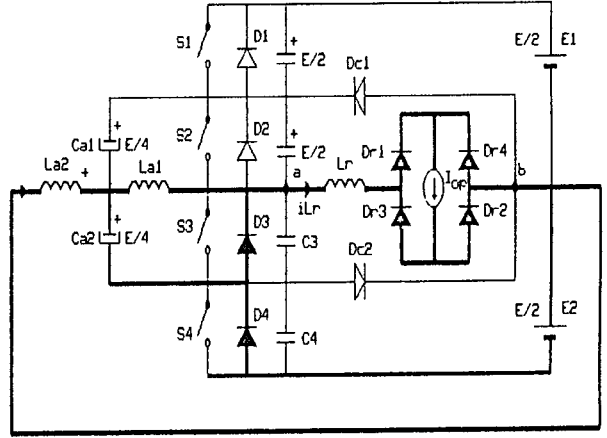 S1
D1
+
E/2
E/2
E1
Dc1
Ca1
+
E/4
S2
D2
+
E/2
La2
+
La1
a
Lr
iLr
Dr1
Dr4
b
Dr3
Dr2
+
Ca2
E/4
S3
D3
C3
Dc2
S4
D4
C4
E/2
E2